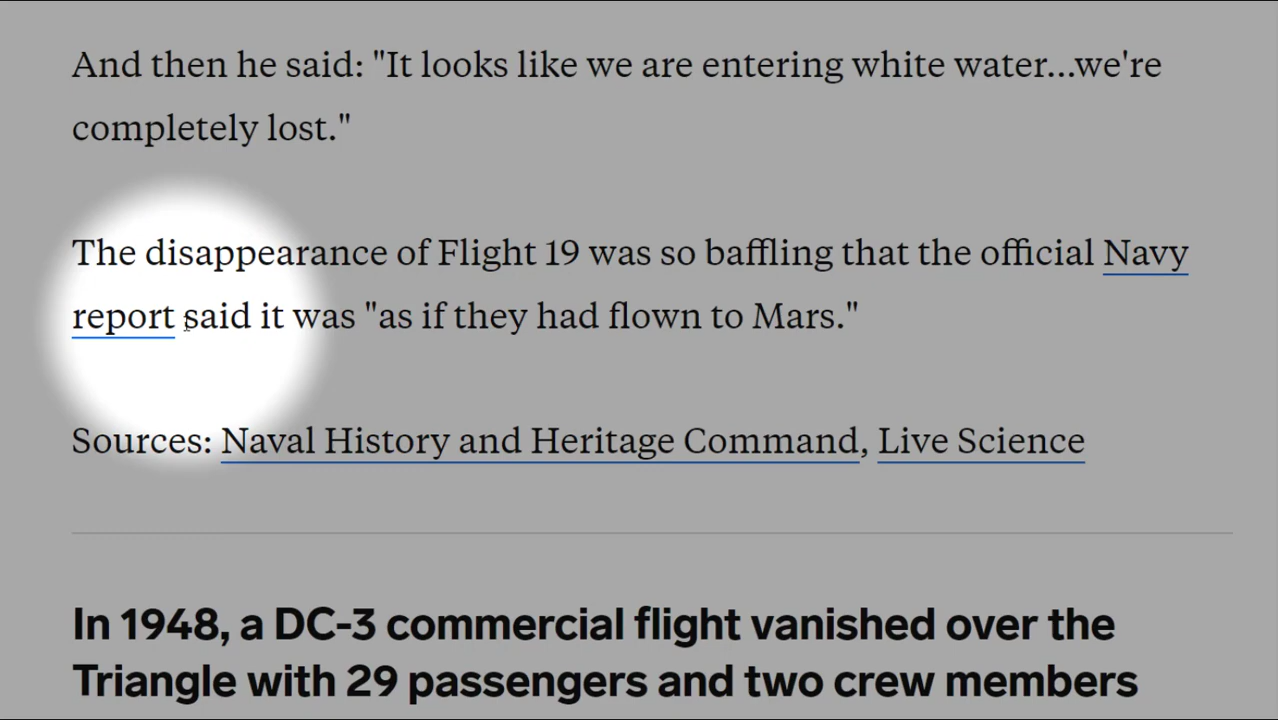 And then he said: "It looks like we are entering white water...we're
completely lost."
The disappearance of Flight 19 was so baffling that the official Navy
report said it was "as if they had flown to Mars."
Sources: Naval History and Heritage Command, Live Science
In 1948, a DC-3 commercial flight vanished over the
Triangle with 29 passengers and two crew members